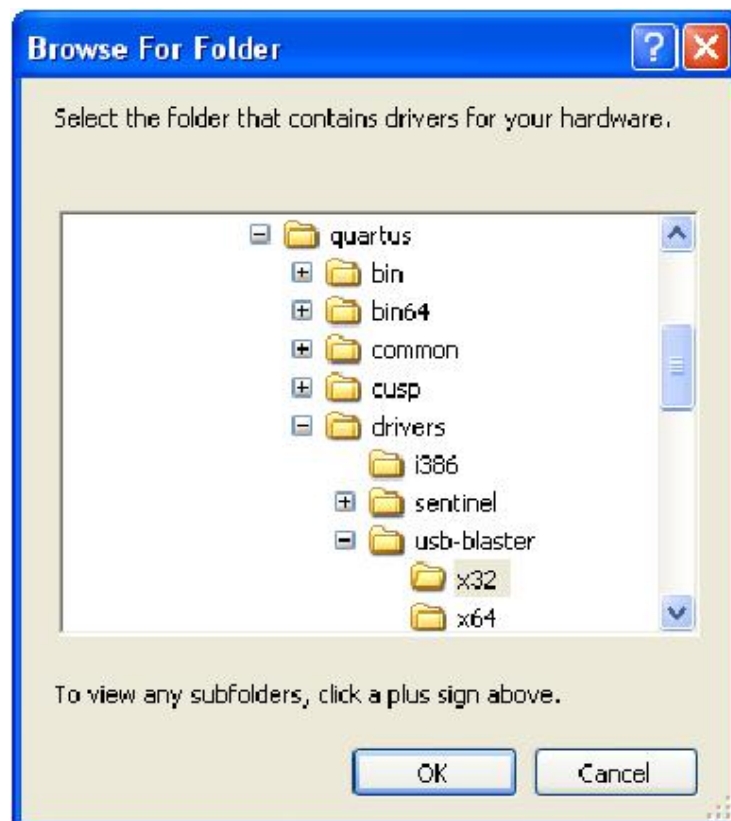 Browse For Folder
Select the folder that contains drivers for your hardware.
quartus
bin
bin64
common
cusp
drivers
i386
sentinel
usb-blaster
x32
x64
To view any subfolders, click a plus sign above.
OK Cancel